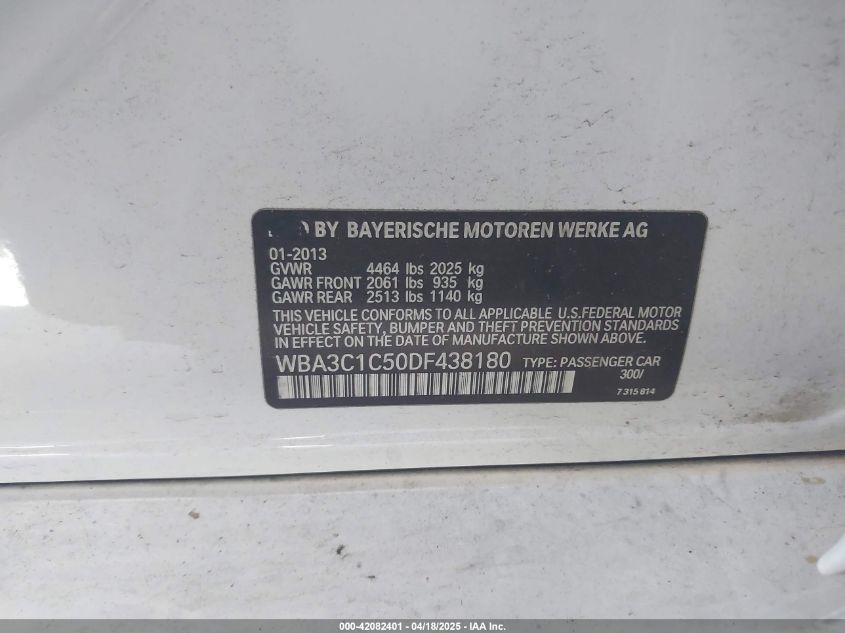 BY BAYERISCHE MOTOREN WERKE AG
01-2013
GVWR 4464 lbs 2025 kg
GAWR FRONT 2061 lbs 935 kg
GAWR REAR 2513 lbs 1140 kg
THIS VEHICLE CONFORMS TO ALL APPLICABLE U.S.FEDERAL MOTOR
VEHICLE SAFETY, BUMPER AND THEFT PREVENTION STANDARDS
IN EFFECT ON THE DATE OF MANUFACTURE SHOWN ABOVE.
WBA3C1C50DF438180 TYPE: PASSENGER CAR
300/
7 315 814
000-42082401 - 04/18/2025 - IAA Inc.